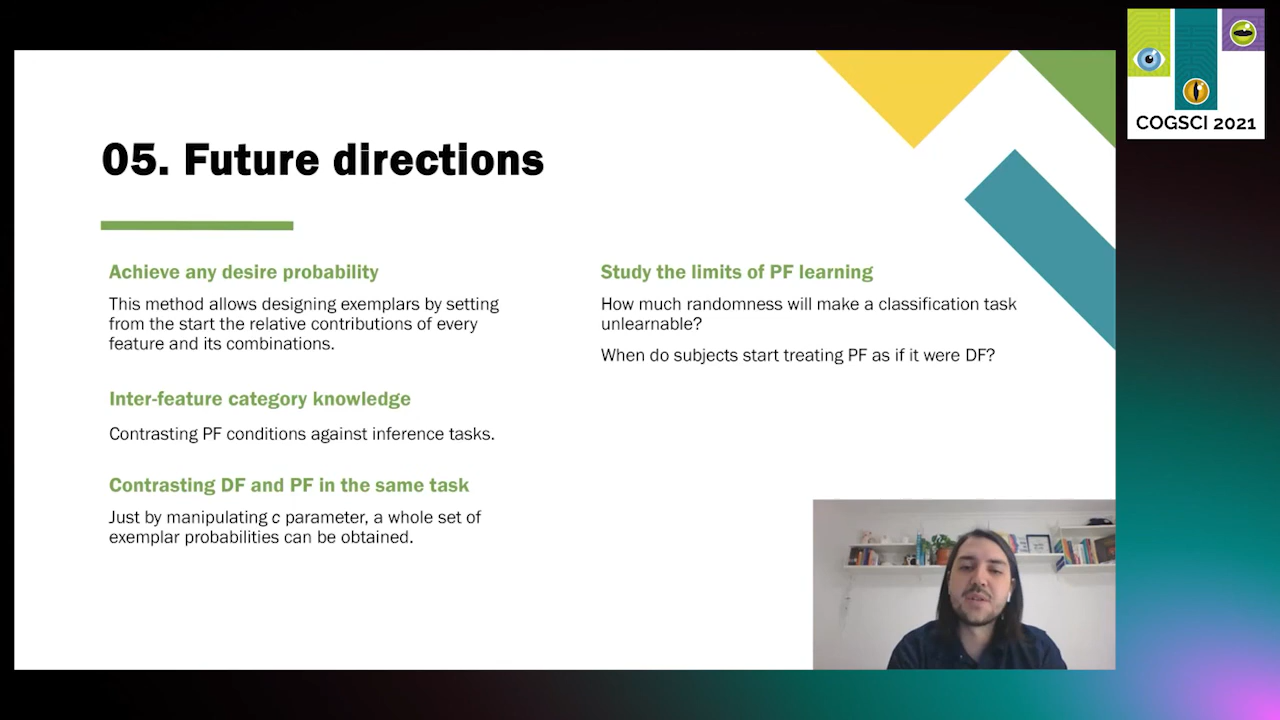 05. Future directions
Achieve any desire probability
This method allows designing exemplars by setting
from the start the relative contributions of every
feature and its combinations.
Inter-feature category knowledge
Contrasting PF conditions against inference tasks.
Contrasting DF and PF in the same task
Just by manipulating c parameter, a whole set of
exemplar probabilities can be obtained.
Study the limits of PF learning
How much randomness will make a classification task
unlearnable?
When do subjects start treating PF as if it were DF?
COGSCI 2021